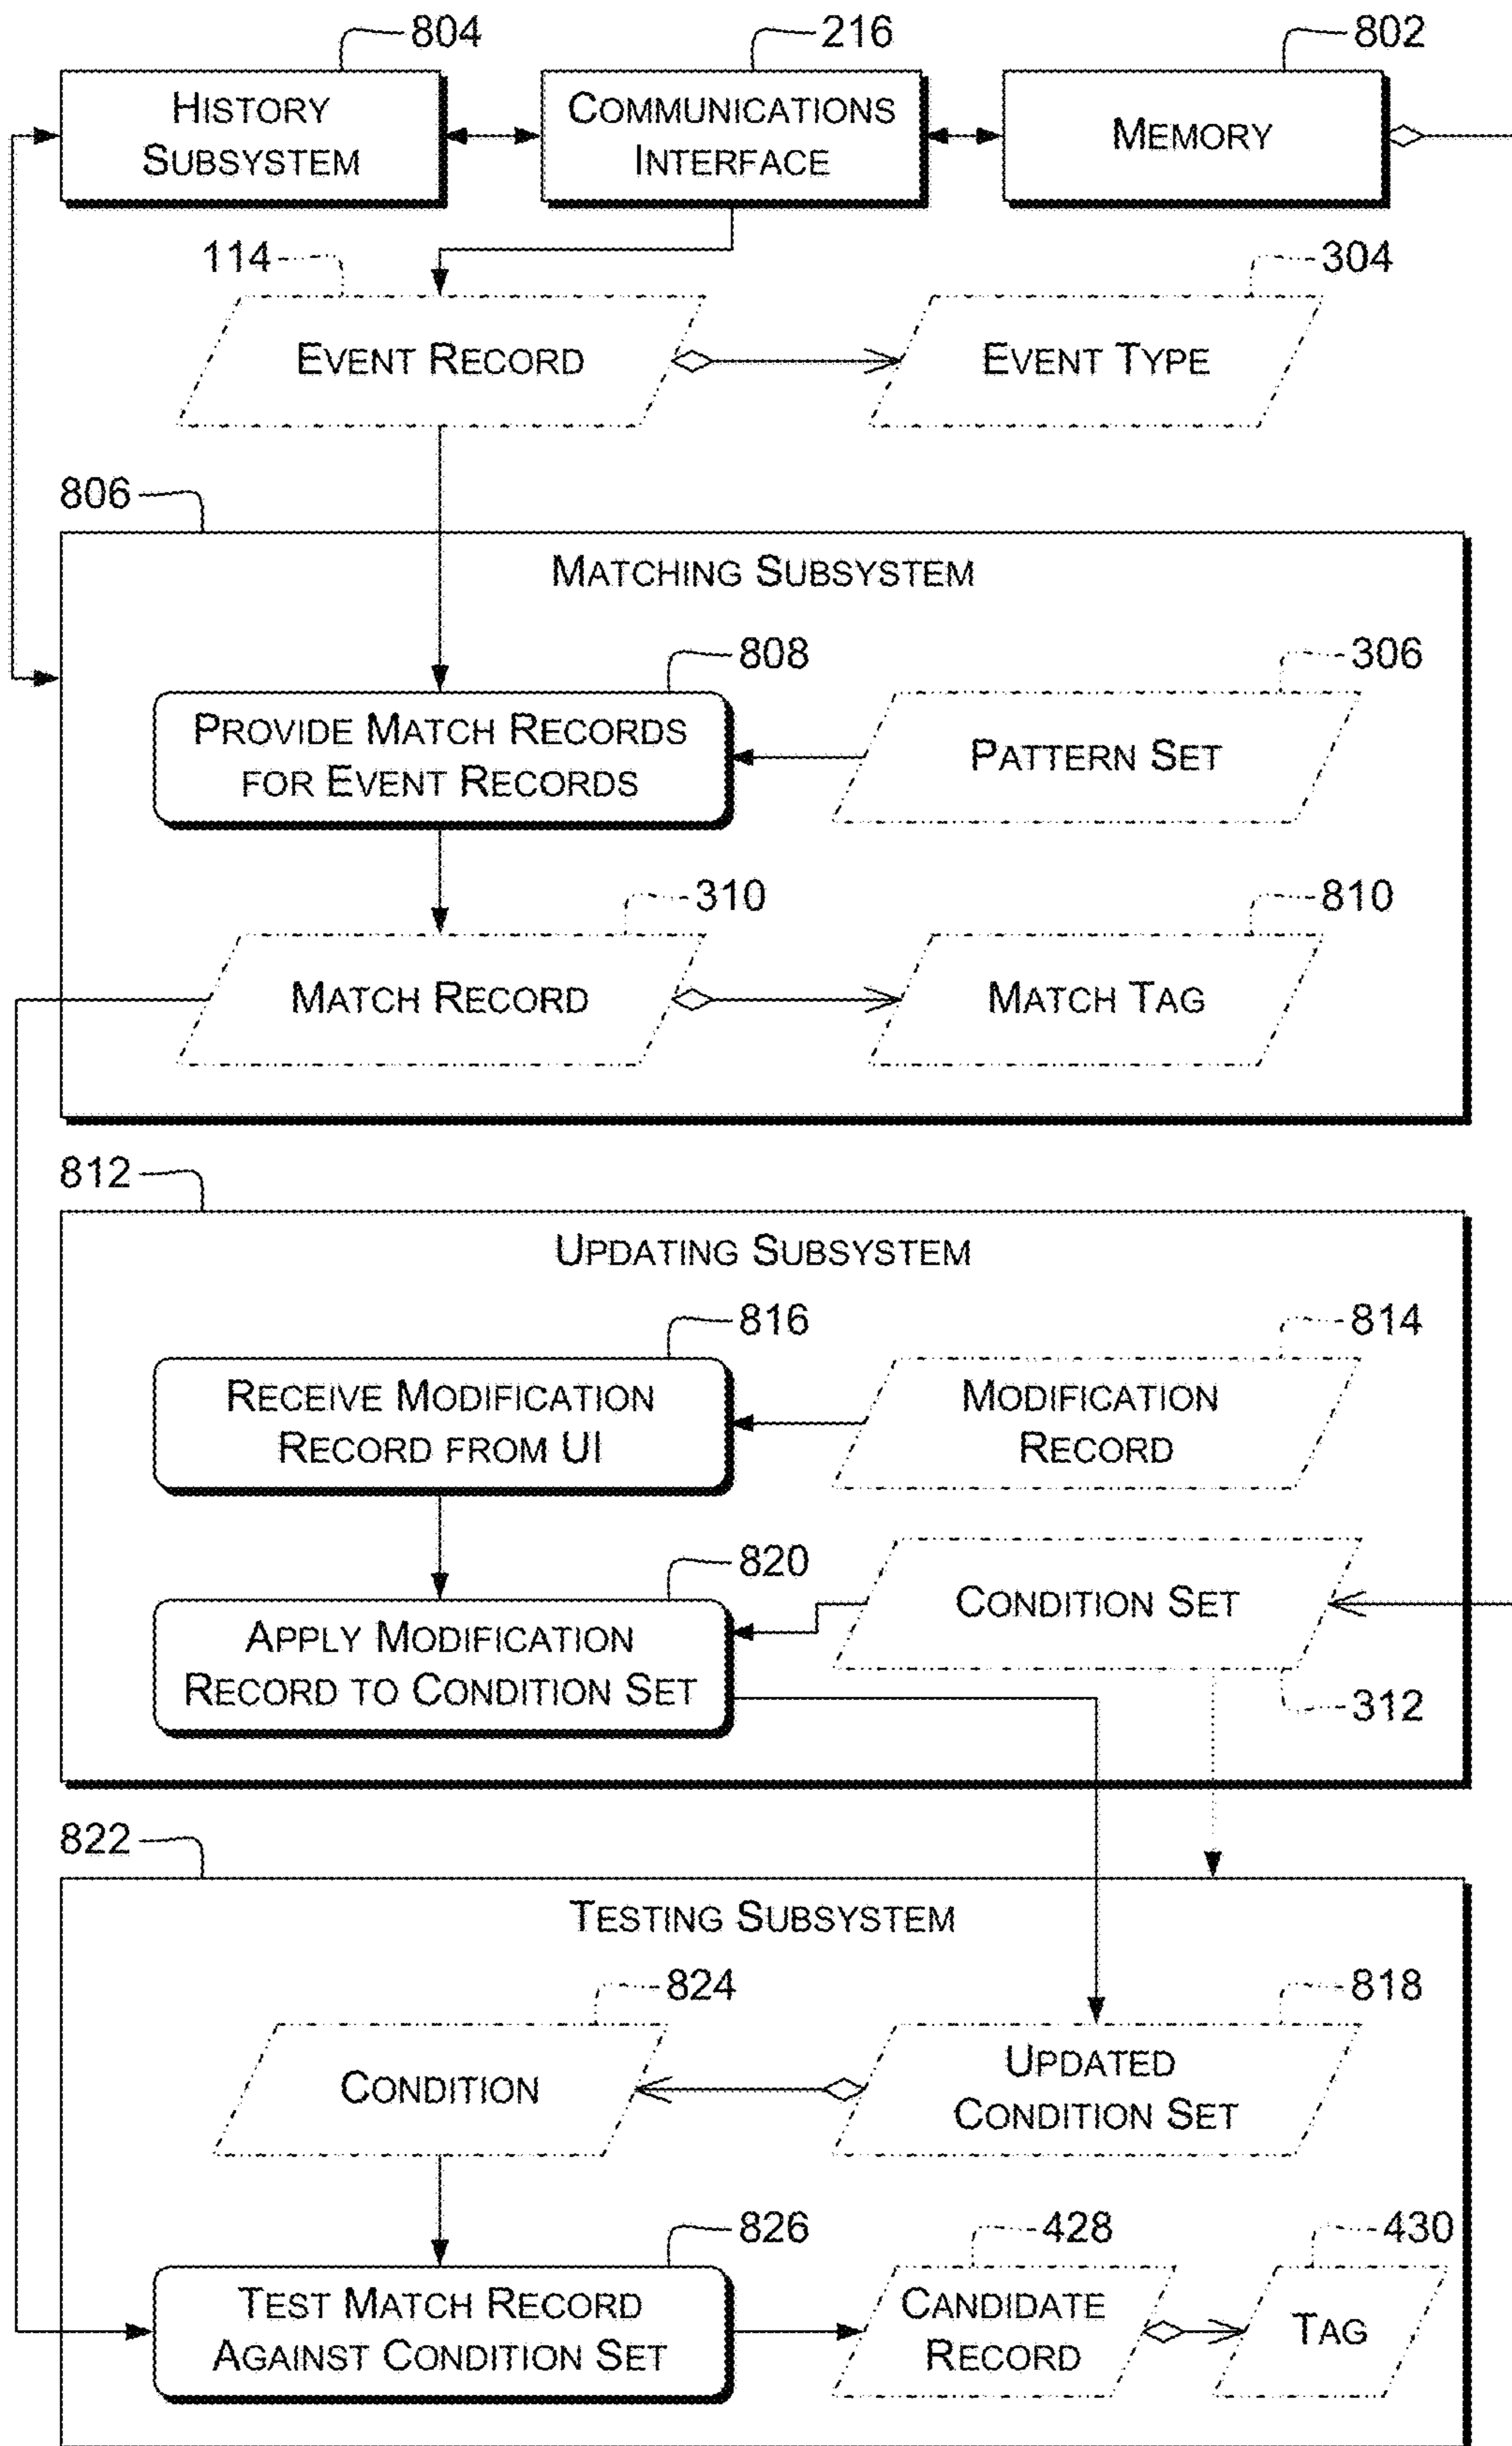 804
216
802
HISTORY
SUBSYSTEM
COMMUNICATIONS
INTERFACE
MEMORY
114
304
EVENT RECORD
EVENT TYPE
806
MATCHING SUBSYSTEM
808
306
PROVIDE MATCH RECORDS
FOR EVENT RECORDS
PATTERN SET
310
810
MATCH RECORD
MATCH TAG
812
UPDATING SUBSYSTEM
816
814
RECEIVE MODIFICATION
RECORD FROM UI
MODIFICATION
RECORD
820
CONDITION SET
APPLY MODIFICATION
RECORD TO CONDITION SET
312
822
TESTING SUBSYSTEM
824
818
CONDITION
UPDATED
CONDITION SET
826
428
430
TEST MATCH RECORD
AGAINST CONDITION SET
CANDIDATE
RECORD
TAG